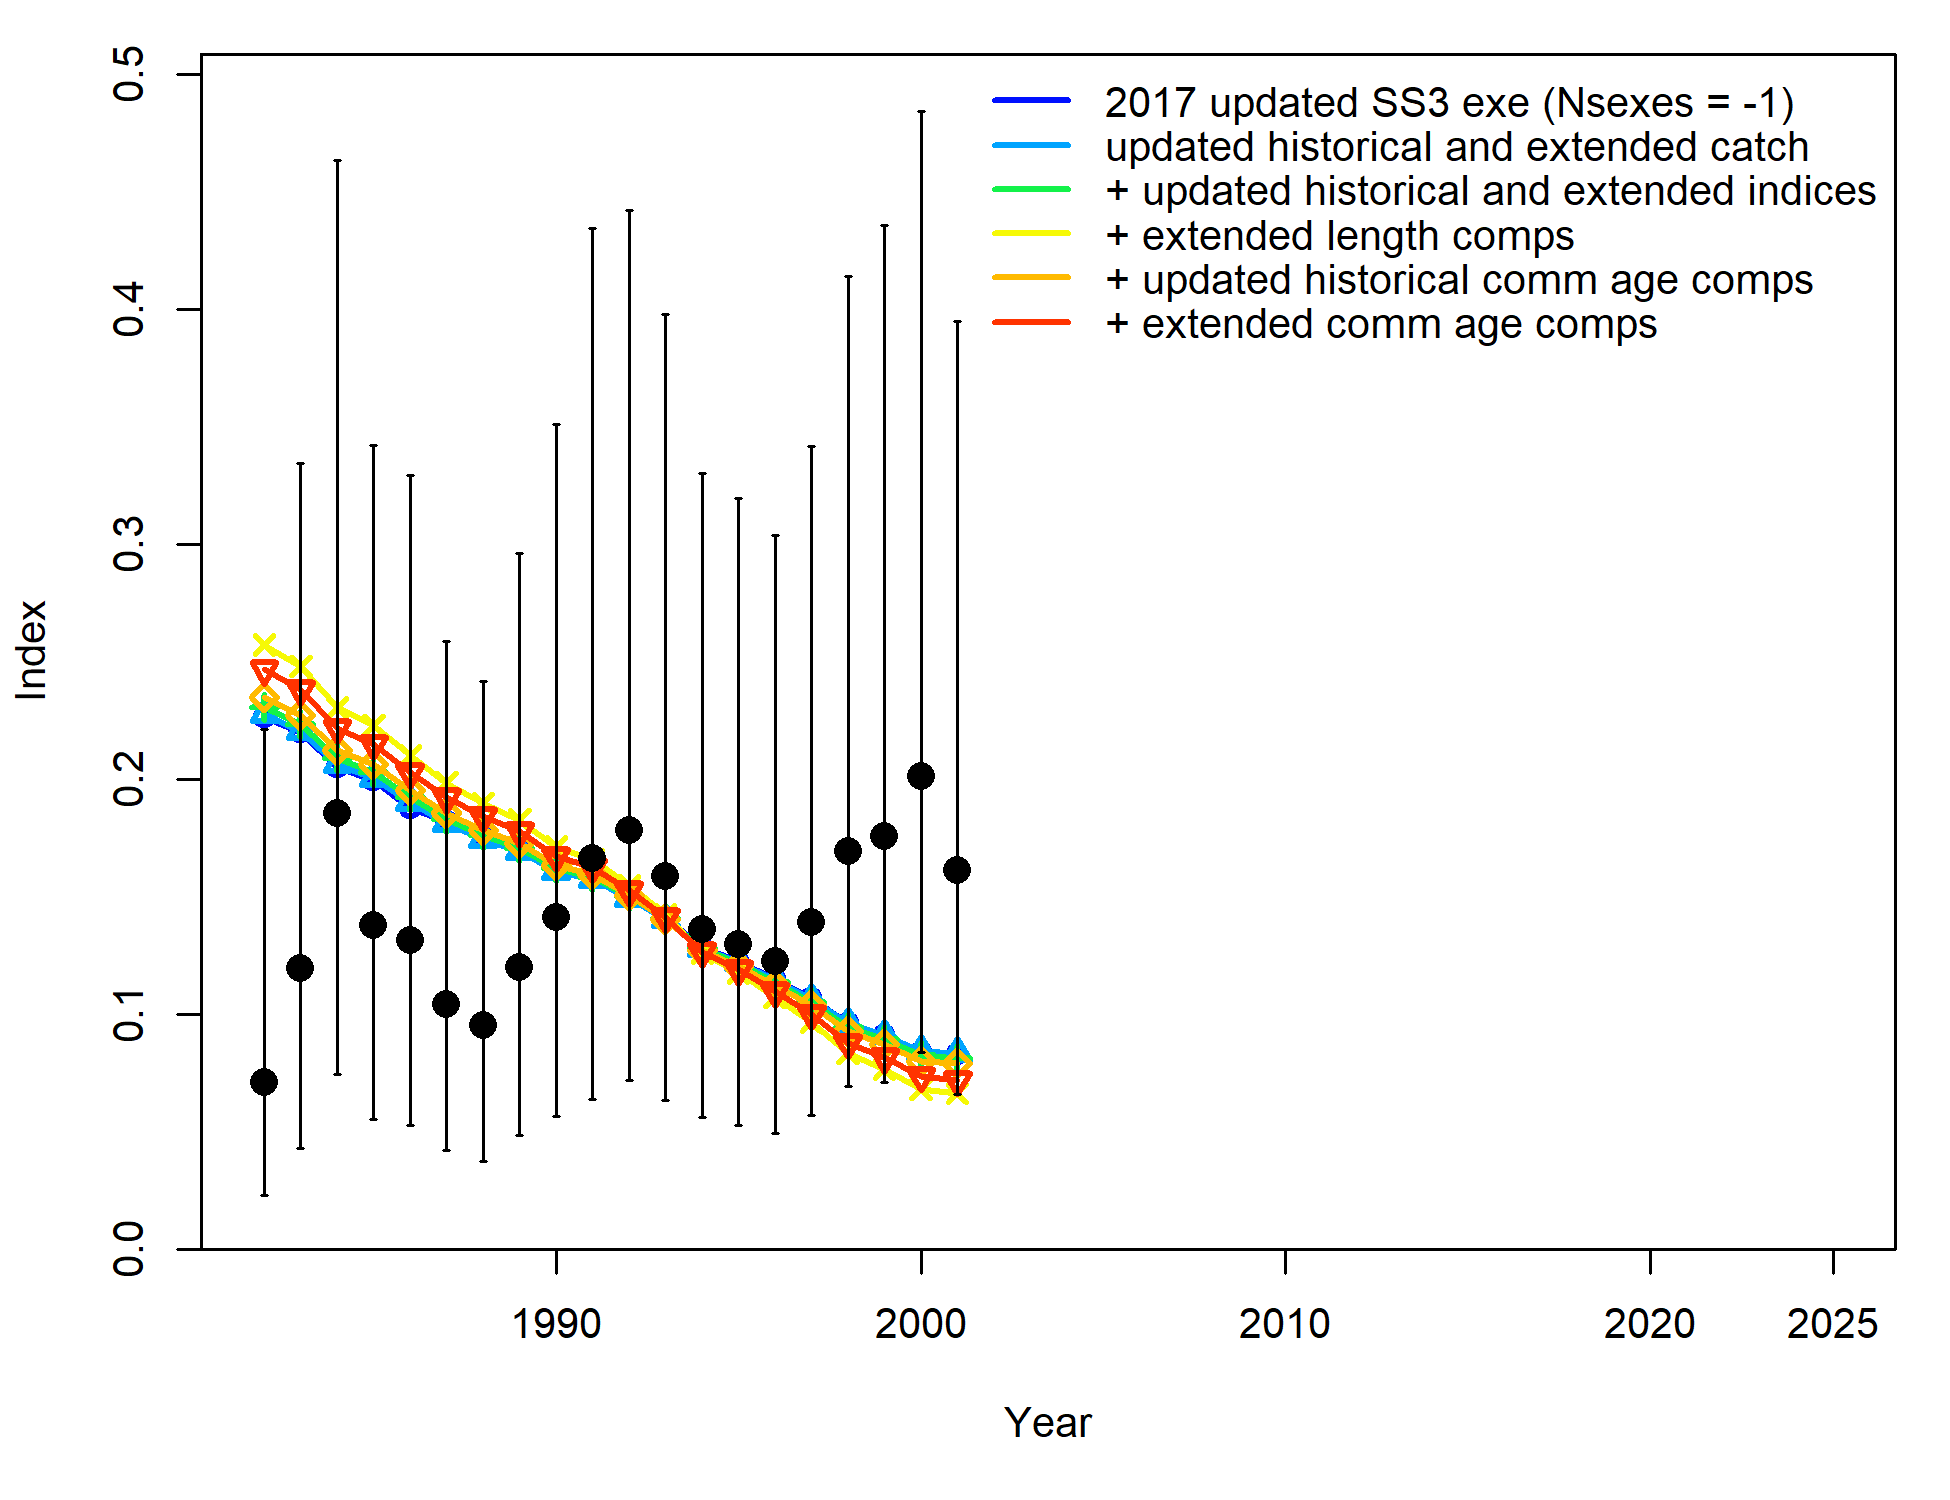 0.5
0.4
0.3
0.2
0.1
0.0
Index
2017 updated SS3 exe (Nsexes = -1)
updated historical and extended catch
+ updated historical and extended indices
+ extended length comps
+ updated historical comm age comps
+ extended comm age comps
1990 2000 2010 2020 2025
Year